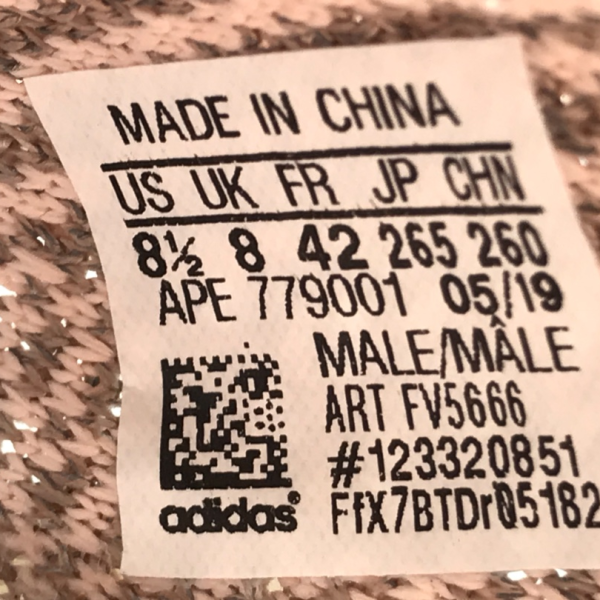 MADE IN CHINA
US UK FR JP CHN
8½ 8 42 265 260
APE 779001 05/19
MALE/MÂLE
ART FV5666
#123320851
adidas®